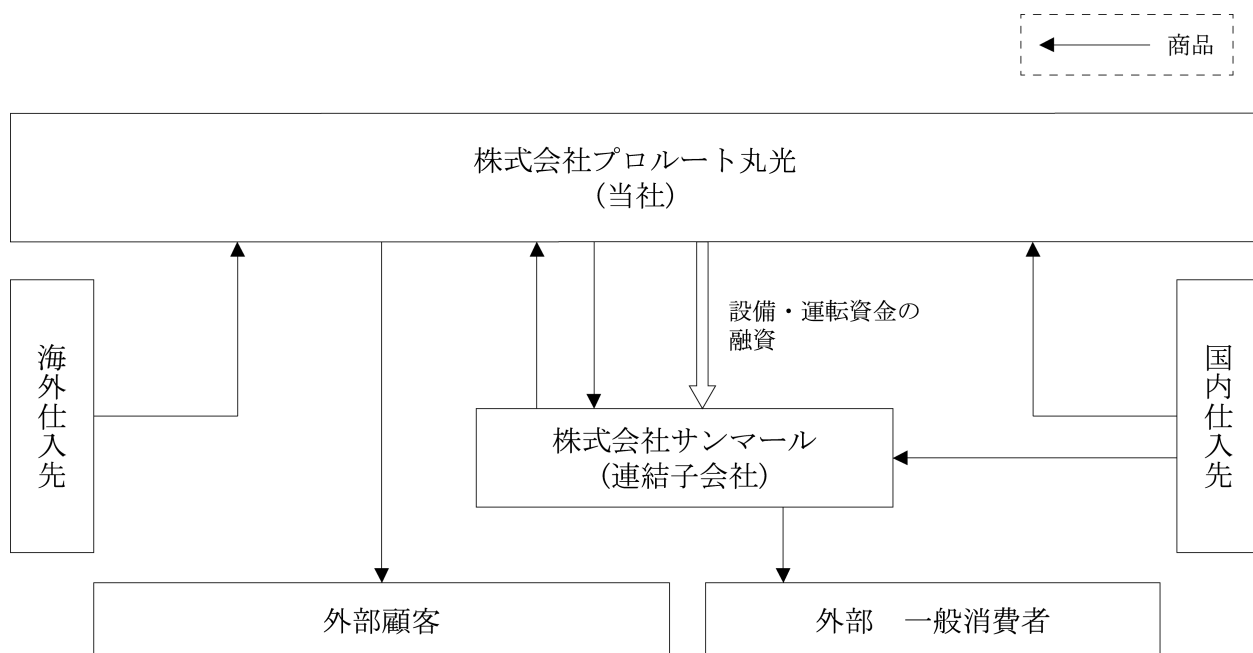 商品
株式会社プロルート丸光
（当社）
設備・運転資金の
融資
海外仕入先
国内仕入先
株式会社サンマール
（連結子会社）
外部顧客
外部　一般消費者